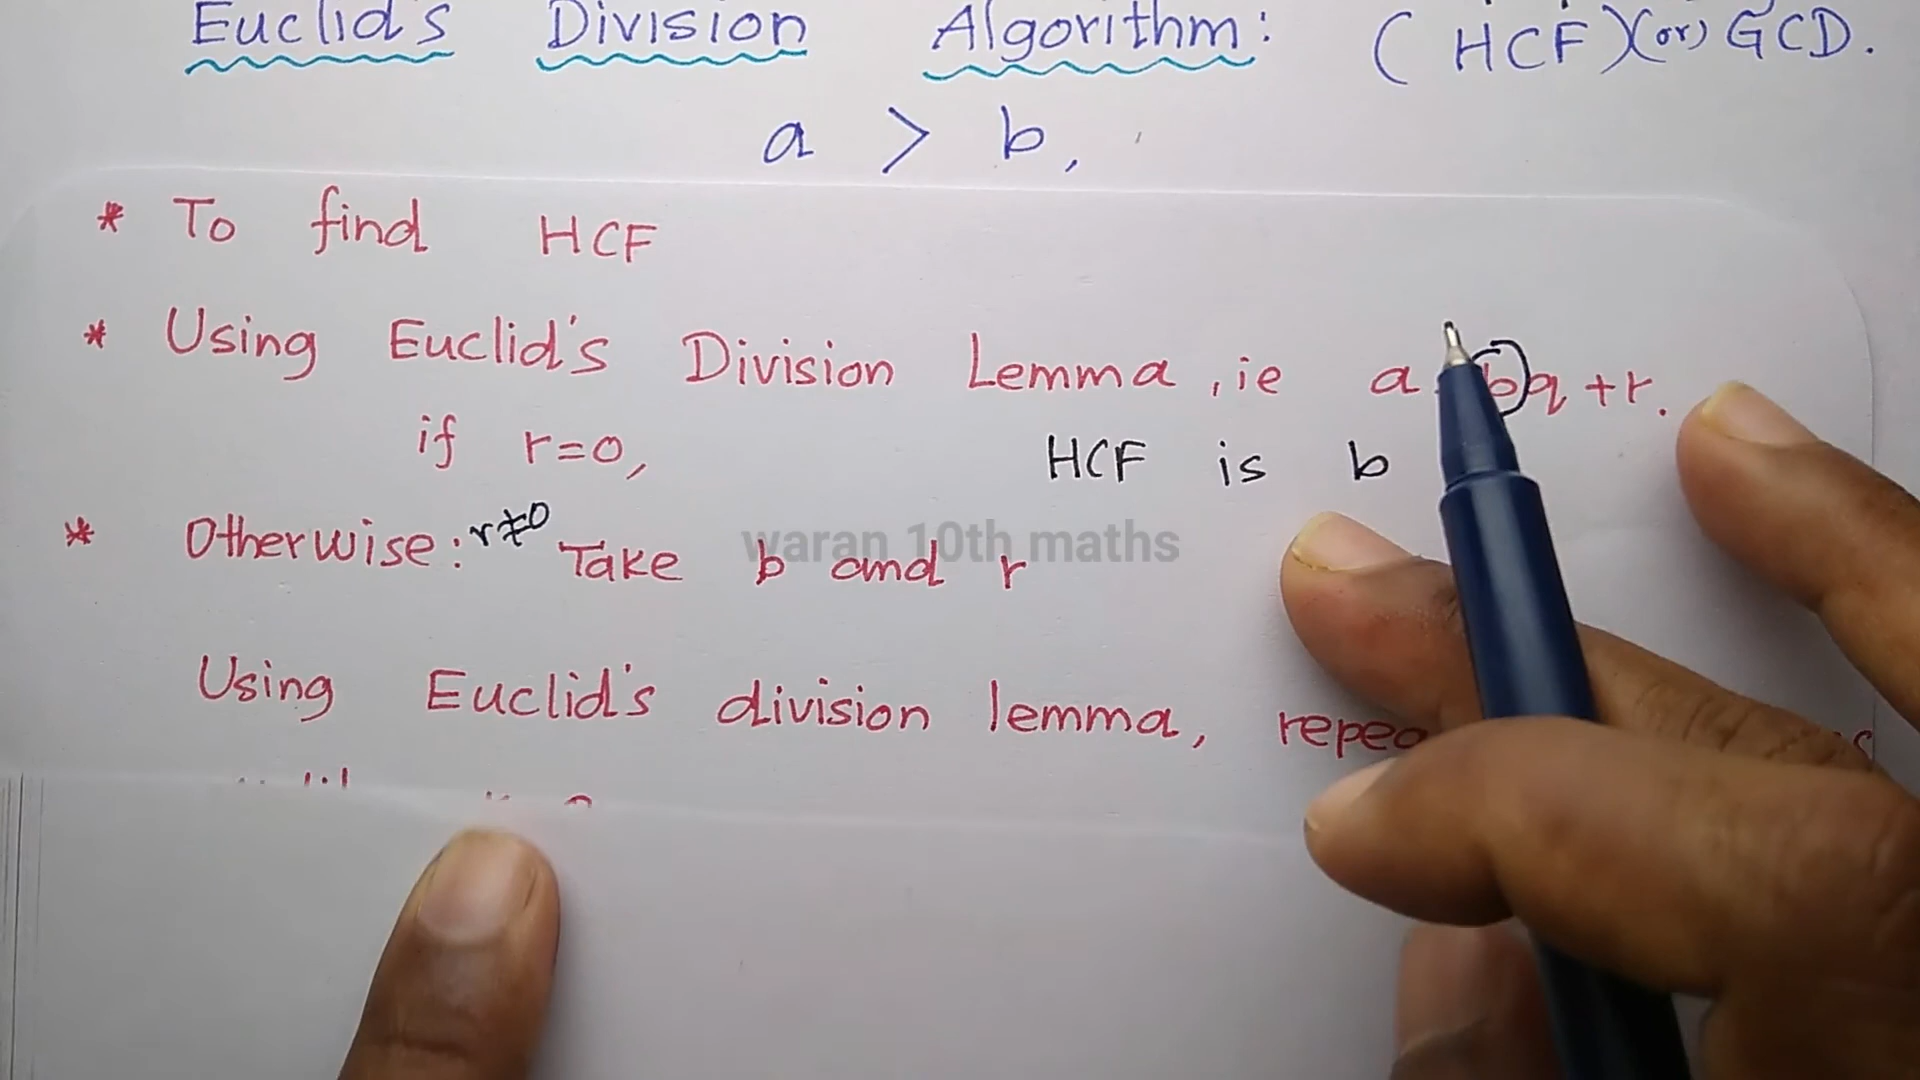 Euclid's Division Algorithm: (HCF)(or) GCD.
a > b,
* To find HCF
* Using Euclid's Division Lemma, ie a bq + r.
if r=0, HCF is b
* Otherwise: r≠0 Take b and r
waran 10th maths
Using Euclid's division lemma,